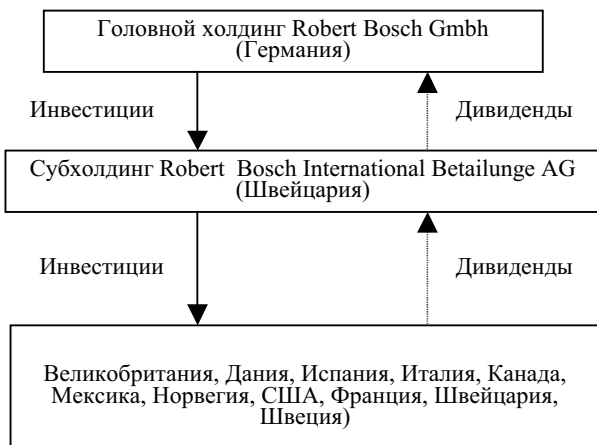 Головной холдинг Robert Bosch Gmbh
(Германия)
Инвестиции
Дивиденды
Субхолдинг Robert Bosch International Betailunge AG
(Швейцария)
Инвестиции
Дивиденды
Великобритания, Дания, Испания, Италия, Канада,
Мексика, Норвегия, США, Франция, Швейцария,
Швеция)